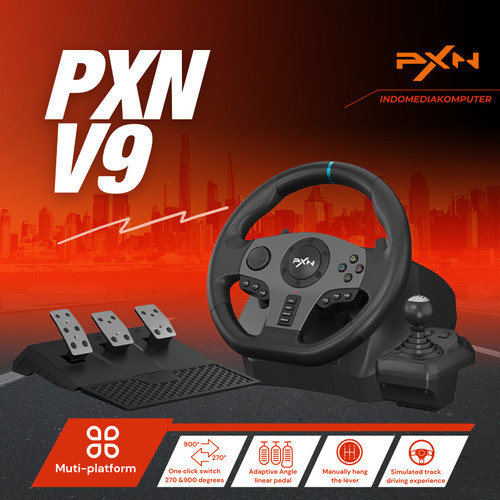 PXN
V9
PXN
INDOMEDIAKOMPUTER
PXN
Muti-platform
900°
270°
One click switch
270 &900 degrees
Adaptive Angle
linear pedal
Manually hang
the lever
Simulated track
driving experience